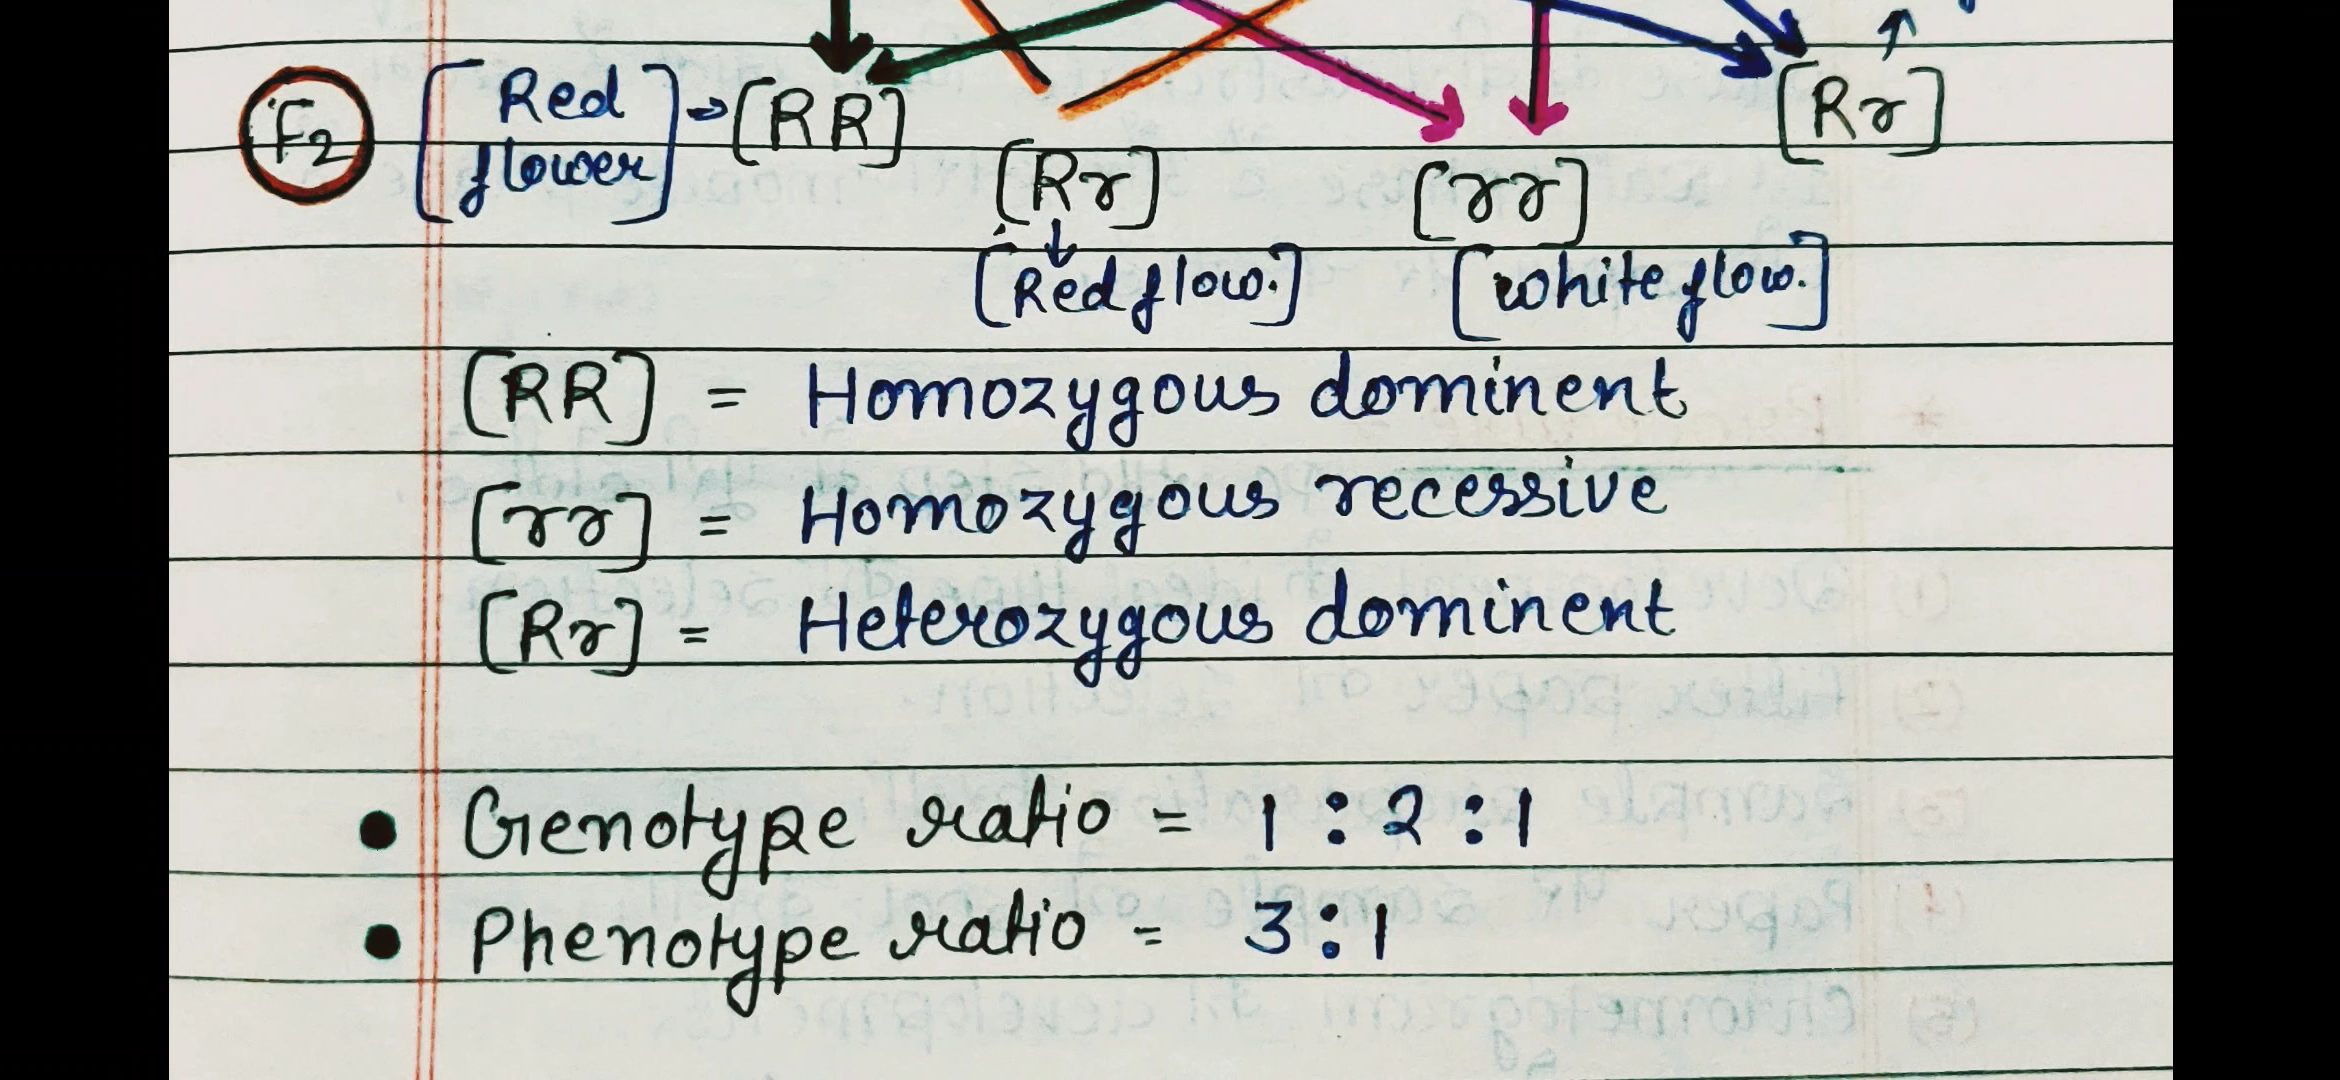 F2 [Red flower] → [RR]
[Rr]
[Rr] [rr]
[Red flow.] [white flow.]
[RR] = Homozygous dominent
[rr] = Homozygous recessive
[Rr] = Heterozygous dominent
• Genotype ratio = 1 : 2 : 1
• Phenotype ratio = 3 : 1